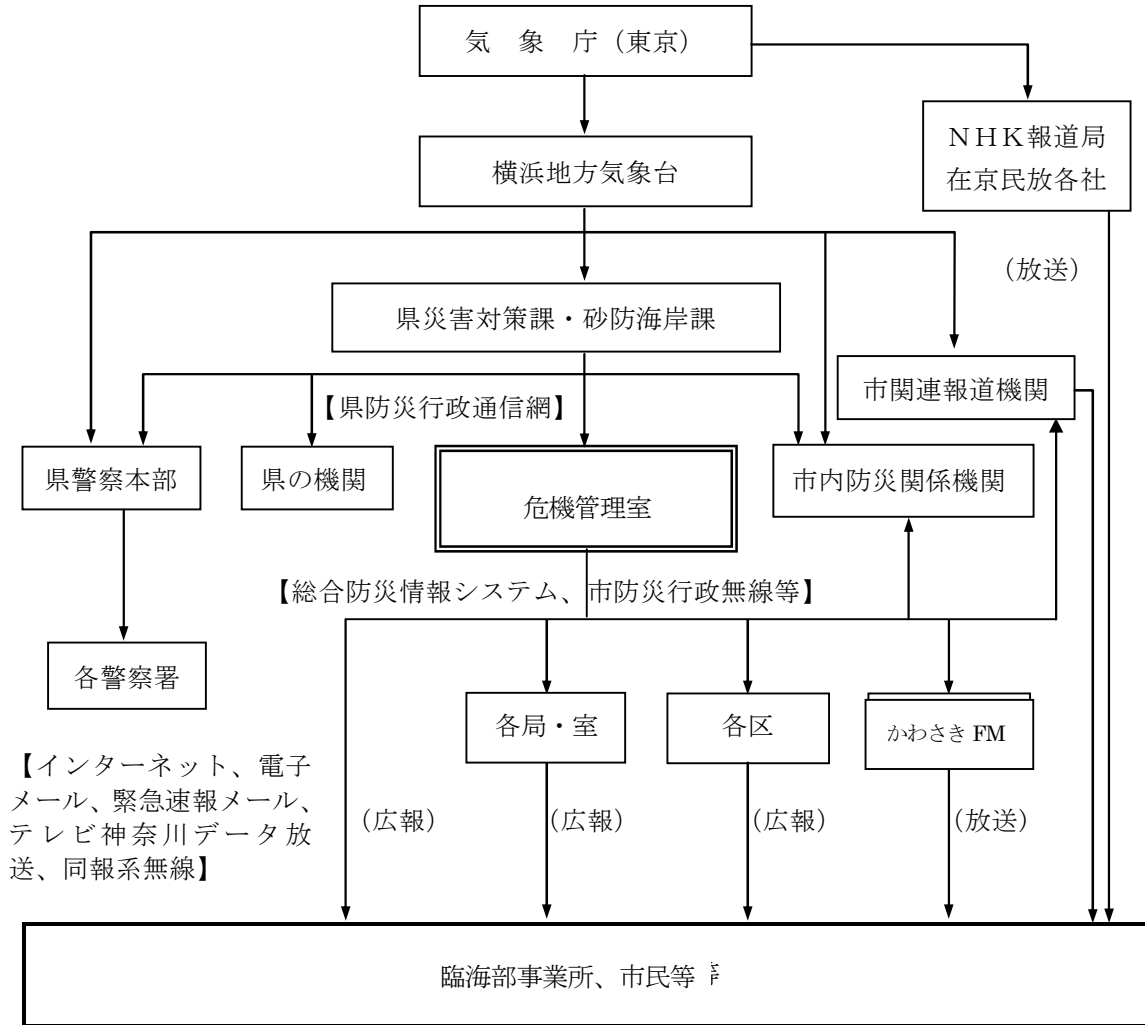 気　象　庁（東京）
ＮＨＫ報道局
在京民放各社
横浜地方気象台
（放送）
県災害対策課・砂防海岸課
市関連報道機関
【県防災行政通信網】
県警察本部
県の機関
危機管理室
市内防災関係機関
【総合防災情報システム、市防災行政無線等】
各警察署
各局・室
各区
かわさき FM
【インターネット、電子
メール、緊急速報メール、
テレビ神奈川データ放
送、同報系無線】
（広報）
（広報）
（広報）
（放送）
臨海部事業所、市民等